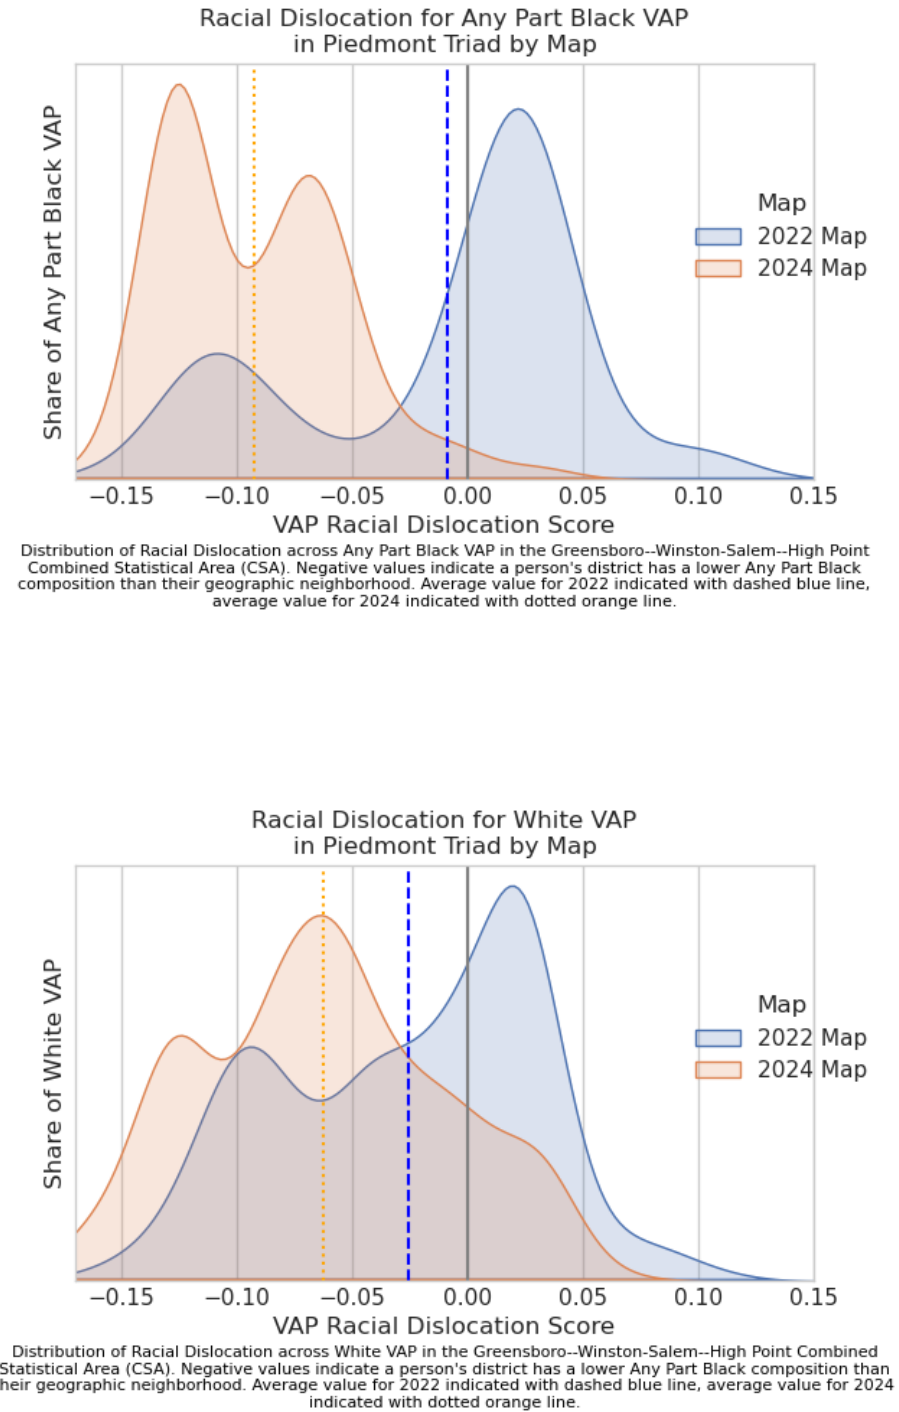 Racial Dislocation for Any Part Black VAP
in Piedmont Triad by Map
Share of Any Part Black VAP
Map
2022 Map
2024 Map
−0.15 −0.10 −0.05 0.00 0.05 0.10 0.15
VAP Racial Dislocation Score
Distribution of Racial Dislocation across Any Part Black VAP in the Greensboro--Winston-Salem--High Point
Combined Statistical Area (CSA). Negative values indicate a person's district has a lower Any Part Black
composition than their geographic neighborhood. Average value for 2022 indicated with dashed blue line,
average value for 2024 indicated with dotted orange line.
Racial Dislocation for White VAP
in Piedmont Triad by Map
Share of White VAP
Map
2022 Map
2024 Map
−0.15 −0.10 −0.05 0.00 0.05 0.10 0.15
VAP Racial Dislocation Score
Distribution of Racial Dislocation across White VAP in the Greensboro--Winston-Salem--High Point Combined
Statistical Area (CSA). Negative values indicate a person's district has a lower Any Part Black composition than
heir geographic neighborhood. Average value for 2022 indicated with dashed blue line, average value for 2024
indicated with dotted orange line.